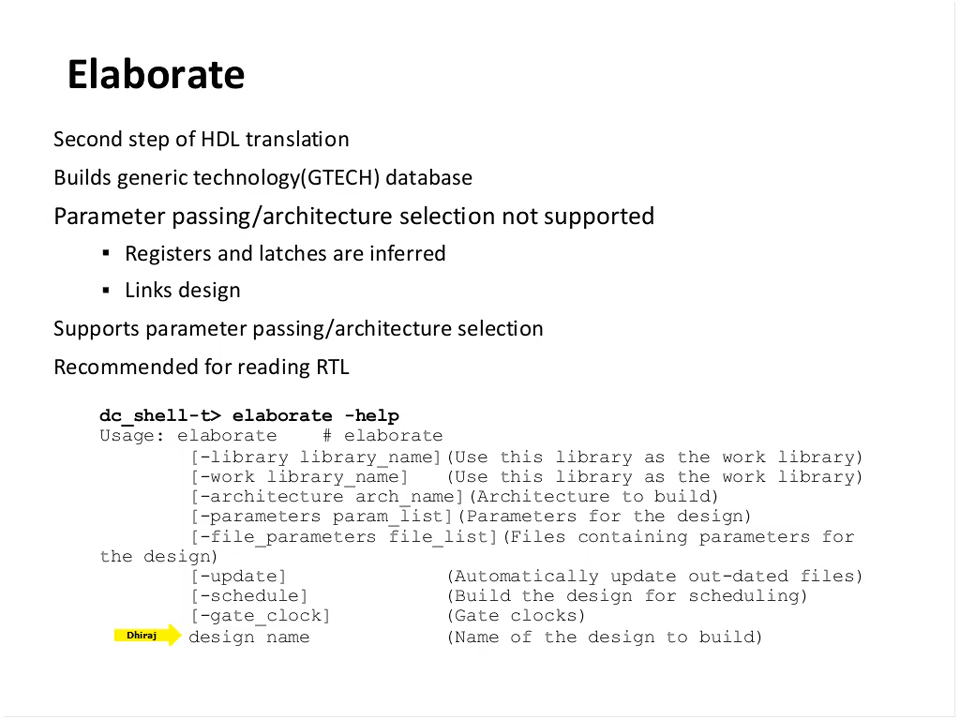 Elaborate
Second step of HDL translation
Builds generic technology(GTECH) database
Parameter passing/architecture selection not supported
▪ Registers and latches are inferred
▪ Links design
Supports parameter passing/architecture selection
Recommended for reading RTL
dc_shell-t> elaborate -help
Usage: elaborate    # elaborate
[-library library_name](Use this library as the work library)
[-work library_name]   (Use this library as the work library)
[-architecture arch_name](Architecture to build)
[-parameters param_list](Parameters for the design)
[-file_parameters file_list](Files containing parameters for
the design)
[-update]              (Automatically update out-dated files)
[-schedule]            (Build the design for scheduling)
[-gate_clock]          (Gate clocks)
Dhiraj design name            (Name of the design to build)